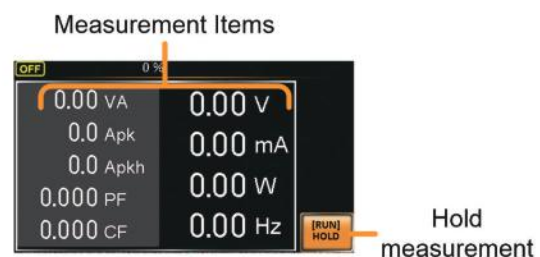 Measurement Items
OFF 0 %
0.00 VA
0.0 Apk
0.0 Apkh
0.000 PF
0.000 CF
0.00 V
0.00 mA
0.00 W
0.00 Hz
[RUN]
HOLD
Hold
measurement